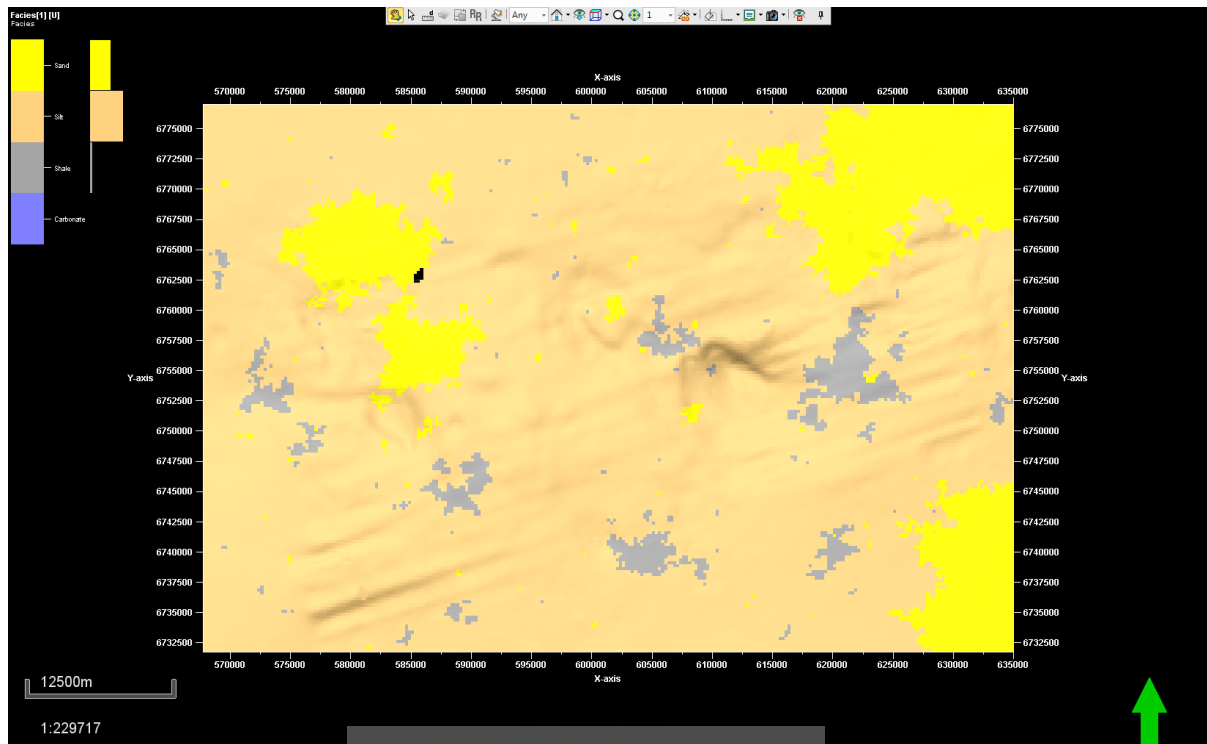 Facies[1] [U]
Facies
Any
1
Sand
Silt
Shale
Carbonate
X-axis
570000 575000 580000 585000 590000 595000 600000 605000 610000 615000 620000 625000 630000 635000
6775000 6775000
6772500 6772500
6770000 6770000
6767500 6767500
6765000 6765000
6762500 6762500
6760000 6760000
6757500 6757500
6755000 6755000
Y-axis Y-axis
6752500 6752500
6750000 6750000
6747500 6747500
6745000 6745000
6742500 6742500
6740000 6740000
6737500 6737500
6735000 6735000
6732500 6732500
570000 575000 580000 585000 590000 595000 600000 605000 610000 615000 620000 625000 630000 635000
X-axis
12500m
1:229717